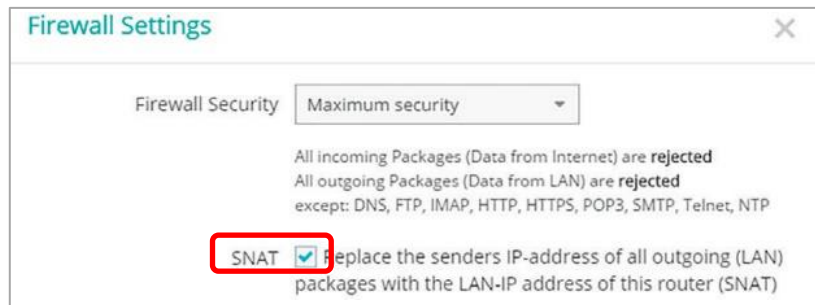 Firewall Settings
Firewall Security Maximum security
All incoming Packages (Data from Internet) are rejected
All outgoing Packages (Data from LAN) are rejected
except: DNS, FTP, IMAP, HTTP, HTTPS, POP3, SMTP, Telnet, NTP
SNAT Replace the senders IP-address of all outgoing (LAN)
packages with the LAN-IP address of this router (SNAT)